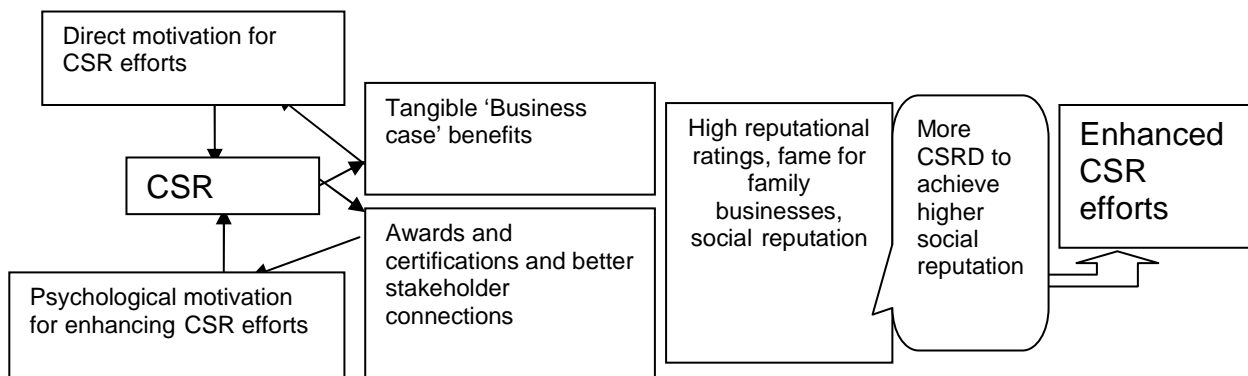 Direct motivation for
CSR efforts
CSR
Psychological motivation
for enhancing CSR efforts
Tangible ‘Business
case’ benefits
Awards and
certifications and better
stakeholder
connections
High reputational
ratings, fame for
family
businesses,
social reputation
More
CSRD to
achieve
higher
social
reputation
Enhanced
CSR
efforts